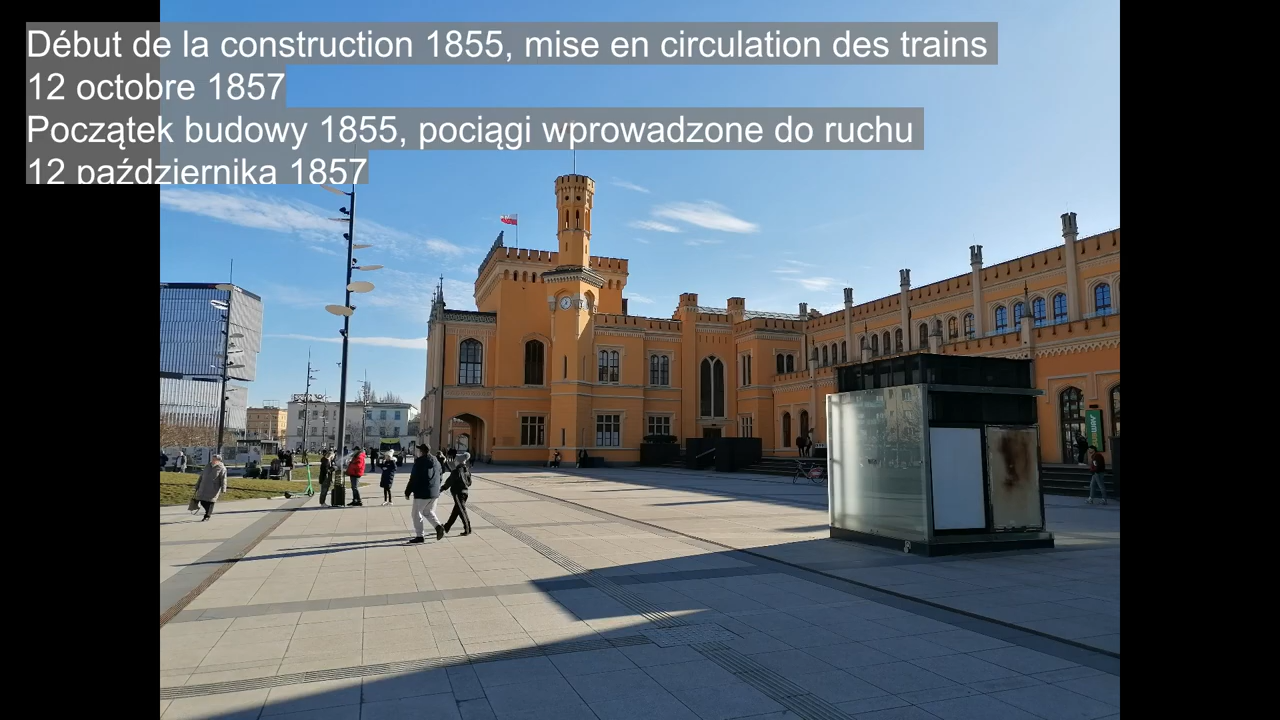 Début de la construction 1855, mise en circulation des trains
12 octobre 1857
Początek budowy 1855, pociągi wprowadzone do ruchu
12 października 1857